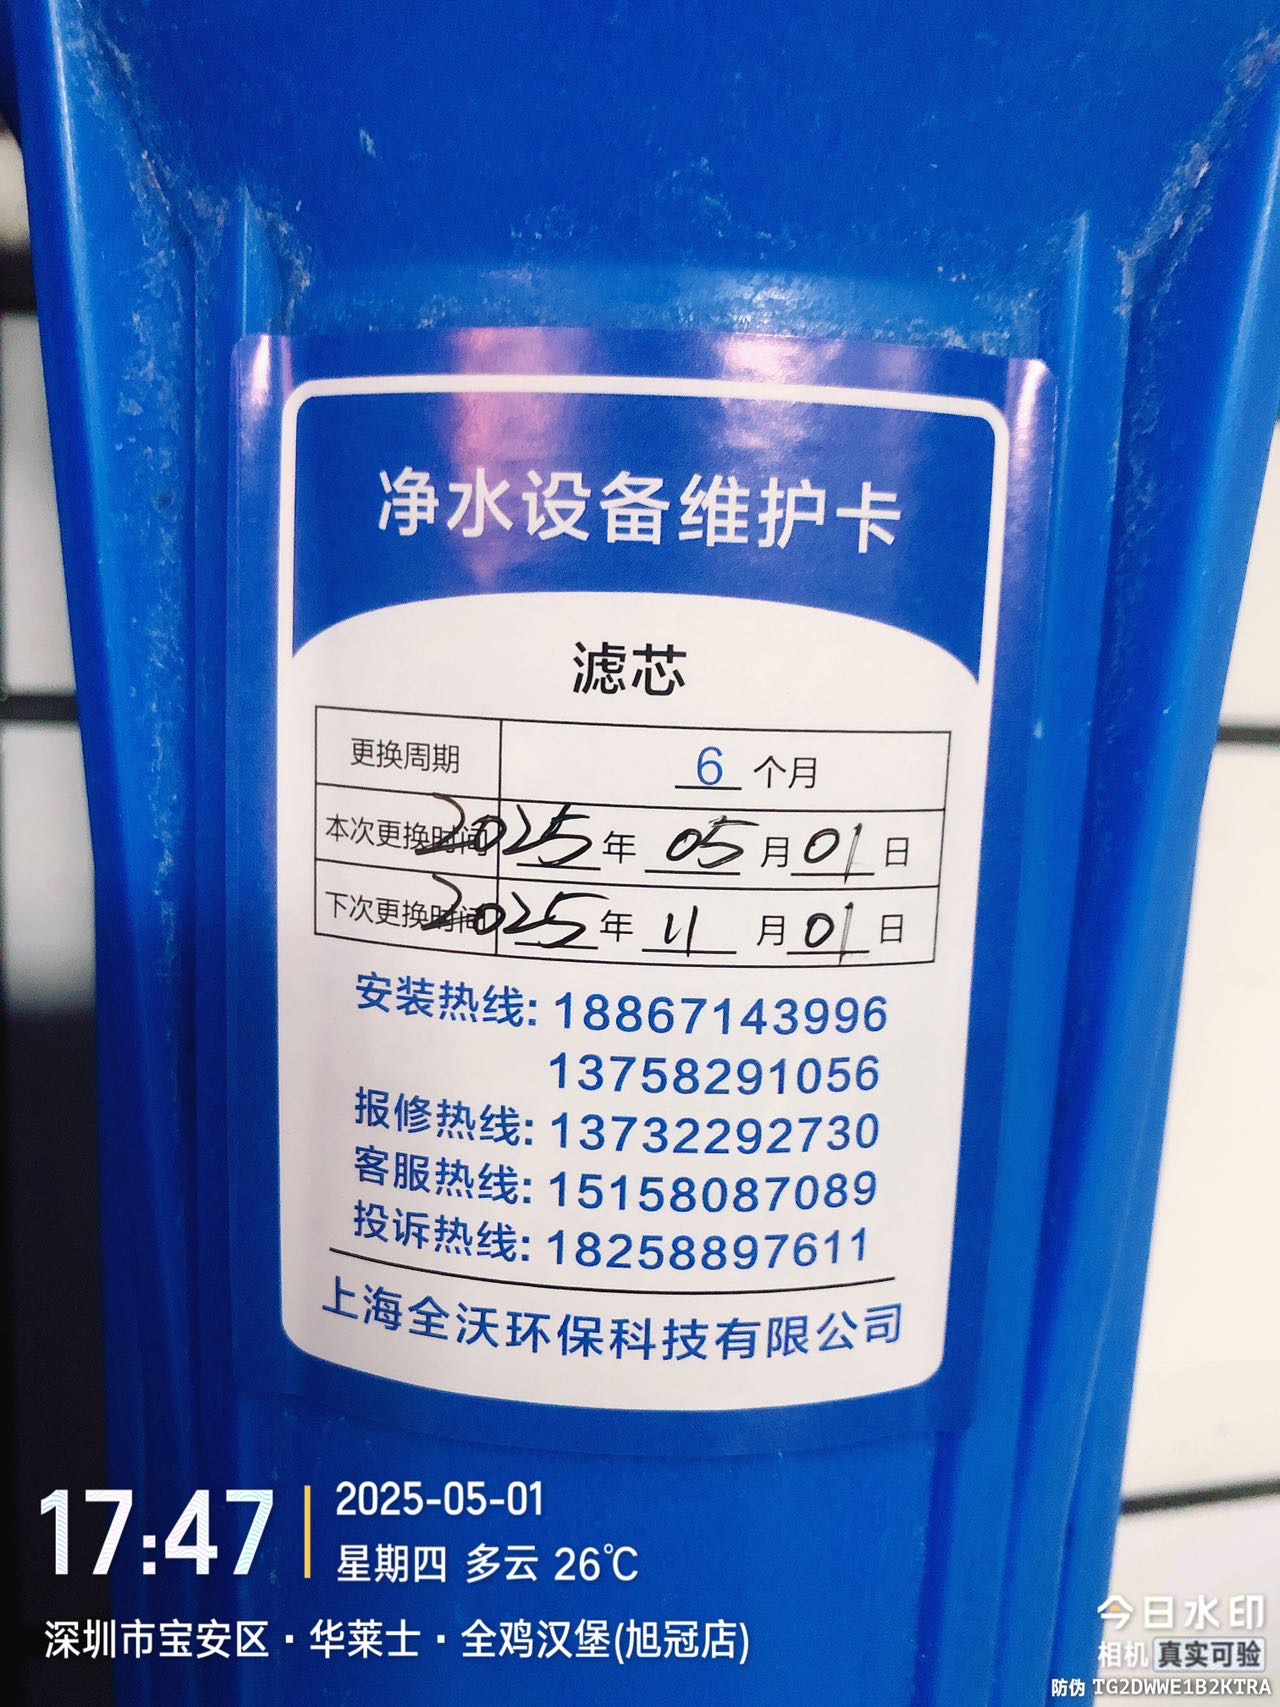 净水设备维护卡
滤芯
更换周期 6 个月
本次更换时间 2025 年 05 月 01 日
下次更换时间 2025 年 11 月 01 日
安装热线: 18867143996
13758291056
报修热线: 13732292730
客服热线: 15158087089
投诉热线: 18258897611
上海全沃环保科技有限公司
17:47
2025-05-01
星期四 多云 26℃
深圳市宝安区·华莱士·全鸡汉堡(旭冠店)
今日水印
相机 真实可验
防伪 TG2DWWE1B2KTRA